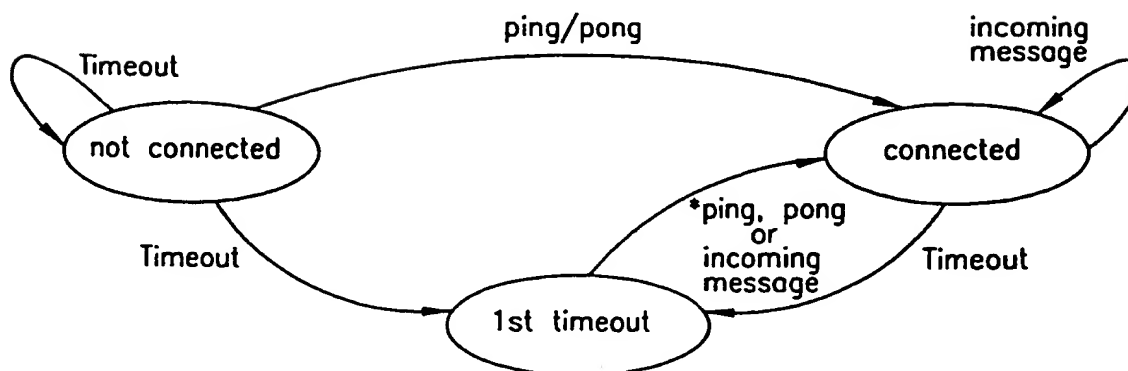 ping/pong
incoming
message
Timeout
not connected
connected
*ping, pong
or
incoming
message
Timeout
Timeout
1st timeout